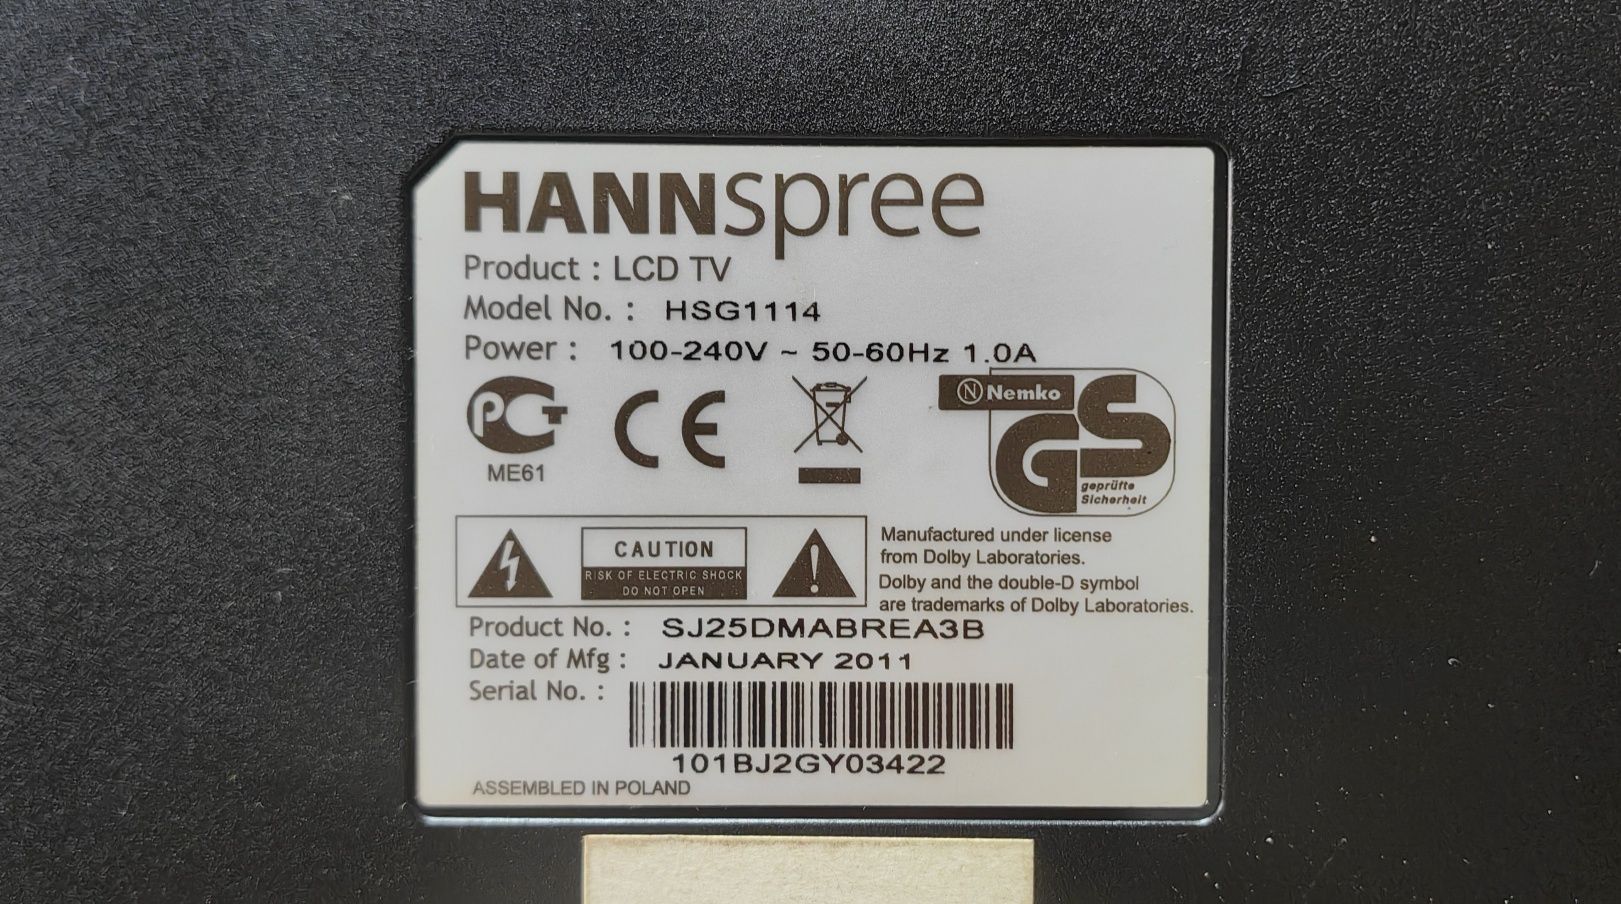 HANNspree
Product : LCD TV
Model No. : HSG1114
Power : 100-240V ~ 50-60Hz 1.0A
PCT
ME61
CE
N Nemko
GS
geprüfte
Sicherheit
CAUTION
RISK OF ELECTRIC SHOCK
DO NOT OPEN
Manufactured under license
from Dolby Laboratories.
Dolby and the double-D symbol
are trademarks of Dolby Laboratories.
Product No. : SJ25DMABREA3B
Date of Mfg : JANUARY 2011
Serial No. :
101BJ2GY03422
ASSEMBLED IN POLAND